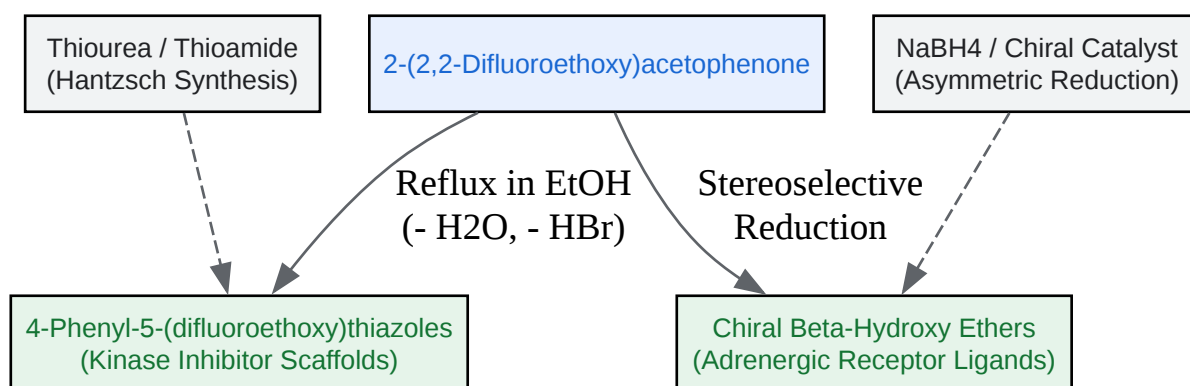 Thiourea / Thioamide
(Hantzsch Synthesis)
2-(2,2-Difluoroethoxy)acetophenone
NaBH4 / Chiral Catalyst
(Asymmetric Reduction)
Reflux in EtOH
(- H2O, - HBr)
Stereoselective
Reduction
4-Phenyl-5-(difluoroethoxy)thiazoles
(Kinase Inhibitor Scaffolds)
Chiral Beta-Hydroxy Ethers
(Adrenergic Receptor Ligands)